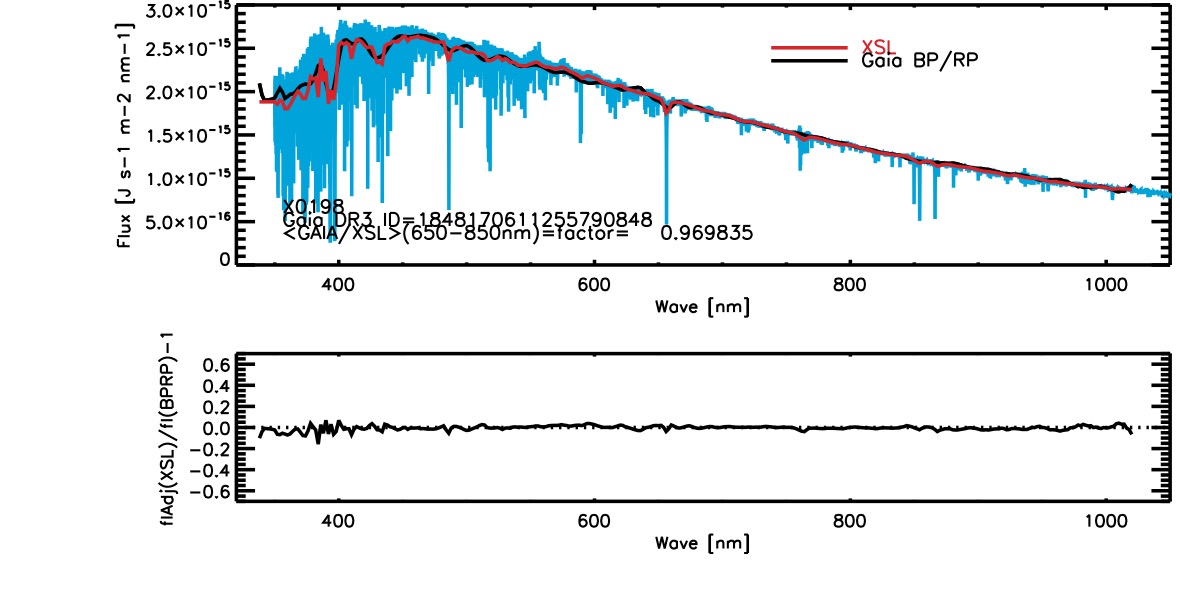 3.0×10-15
2.5×10-15
2.0×10-15
1.5×10-15
1.0×10-15
5.0×10-16
0
Flux [J s-1 m-2 nm-1]
XSL
Gaia BP/RP
X0198
Gaia DR3 ID=1848170611255790848
<GAIA/XSL>(650-850nm)=factor= 0.969835
400 600 800 1000
Wave [nm]
0.6
0.4
0.2
0.0
-0.2
-0.4
-0.6
flAdj(XSL)/fl(BPRP)-1
400 600 800 1000
Wave [nm]